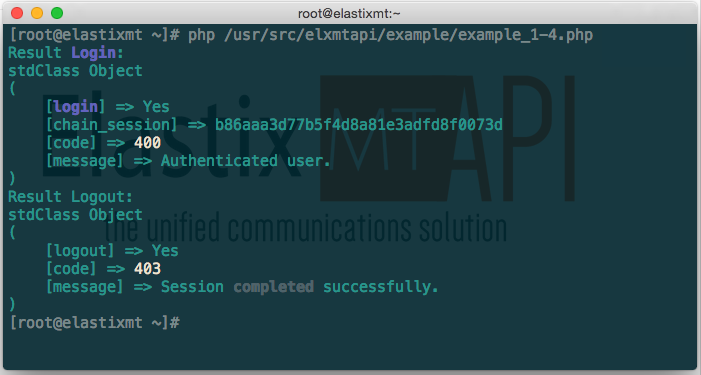 root@elastixmt:~
[root@elastixmt ~]# php /usr/src/elxmtapi/example/example_1-4.php
Result Login:
stdClass Object
(
    [login] => Yes
    [chain_session] => b86aaa3d77b5f4d8a81e3adfd8f0073d
    [code] => 400
    [message] => Authenticated user.
)
Result Logout:
stdClass Object
(
    [logout] => Yes
    [code] => 403
    [message] => Session completed successfully.
)
[root@elastixmt ~]#
Elastix MT API
the unified communications solution